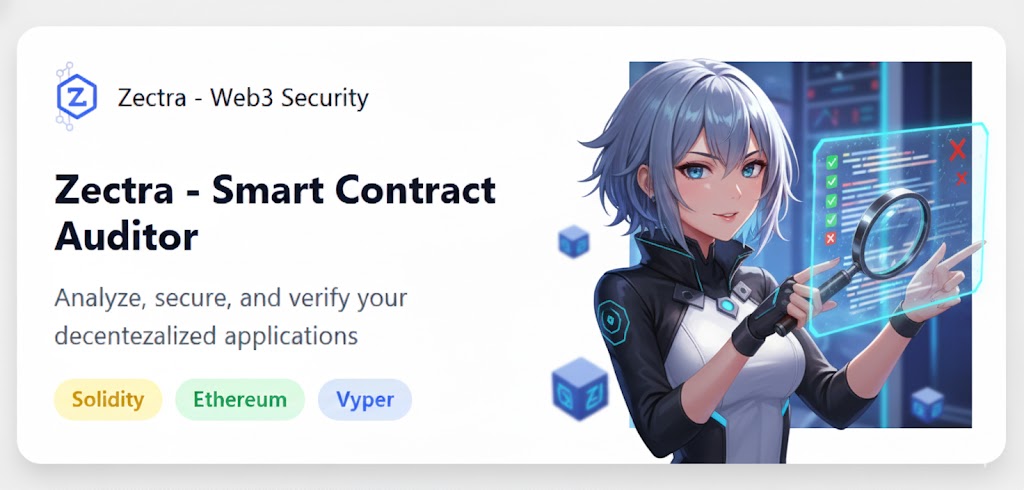 Z
Zectra - Web3 Security
Zectra - Smart Contract
Auditor
Analyze, secure, and verify your
decentezalized applications
Solidity
Ethereum
Vyper